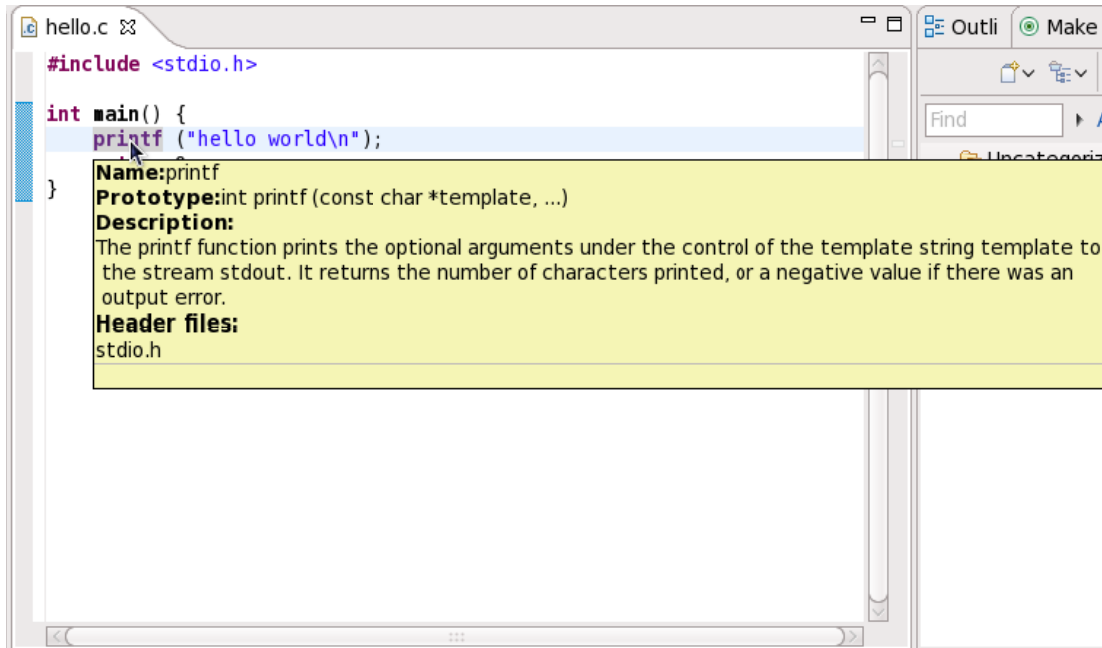 hello.c
Outli
Make
#include <stdio.h>
Find
int main() {
printf ("hello world\n");
}
Name:printf
Prototype:int printf (const char *template, ...)
Description:
The printf function prints the optional arguments under the control of the template string template to
the stream stdout. It returns the number of characters printed, or a negative value if there was an
output error.
Header files:
stdio.h